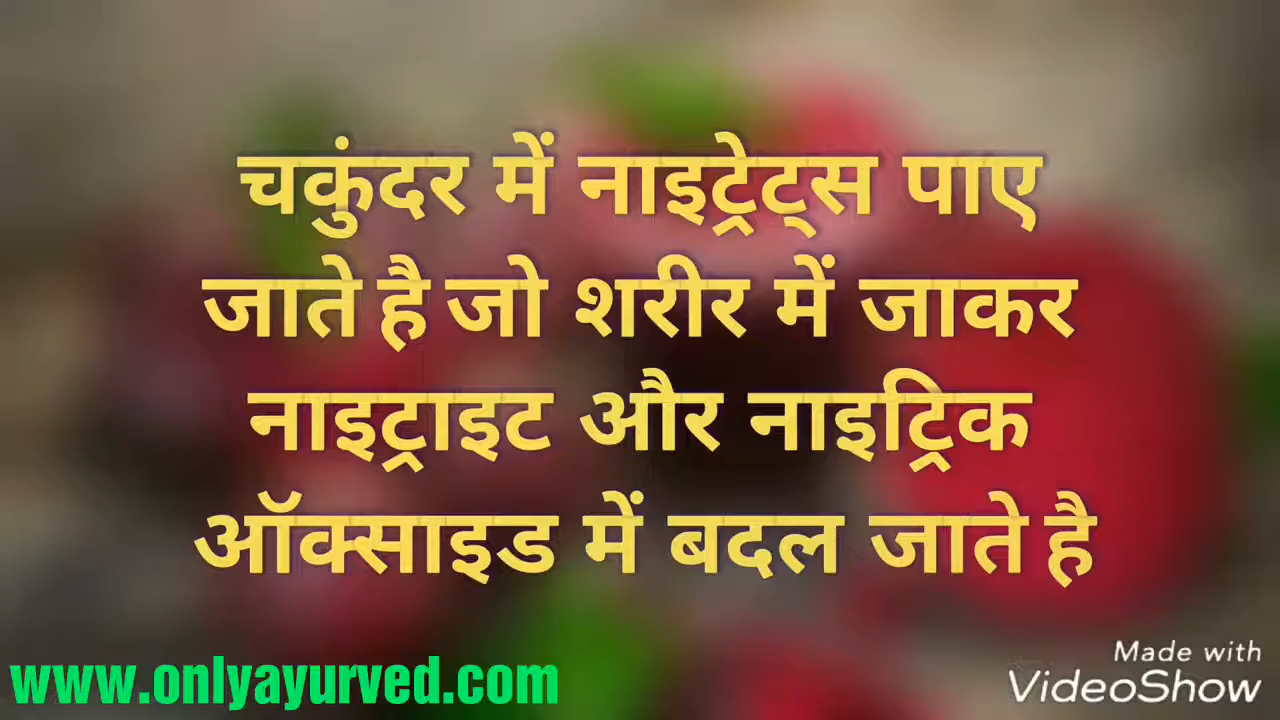 चकुंदर में नाइट्रेट्स पाए
जाते है जो शरीर में जाकर
नाइट्राइट और नाइट्रिक
ऑक्साइड में बदल जाते है
www.onlyayurved.com
Made with
VideoShow